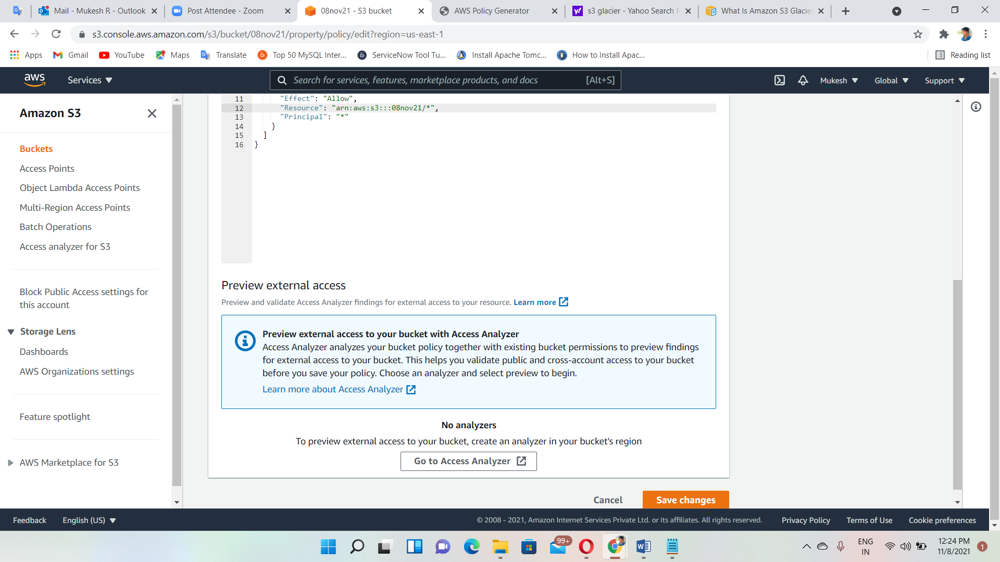 Mail - Mukesh R - Outlook
Post Attendee - Zoom
08nov21 - S3 bucket
AWS Policy Generator
s3 glacier - Yahoo Search
What Is Amazon S3 Glacie
s3.console.aws.amazon.com/s3/bucket/08nov21/property/policy/edit?region=us-east-1
Apps
Gmail
YouTube
Maps
Translate
Top 50 MySQL Inter...
ServiceNow Tool Tu...
Install Apache Tomc...
How to Install Apac...
Reading list
aws
Services
Search for services, features, marketplace products, and docs
[Alt+S]
Mukesh
Global
Support
Amazon S3
Buckets
Access Points
Object Lambda Access Points
Multi-Region Access Points
Batch Operations
Access analyzer for S3
Block Public Access settings for
this account
Storage Lens
Dashboards
AWS Organizations settings
Feature spotlight
AWS Marketplace for S3
11 "Effect": "Allow",
12 "Resource": "arn:aws:s3:::08nov21/*",
13 "Principal": "*"
14 }
15 ]
16 }
Preview external access
Preview and validate Access Analyzer findings for external access to your resource. Learn more
Preview external access to your bucket with Access Analyzer
Access Analyzer analyzes your bucket policy together with existing bucket permissions to preview findings
for external access to your bucket. This helps you validate public and cross-account access to your bucket
before you save your policy. Choose an analyzer and select preview to begin.
Learn more about Access Analyzer
No analyzers
To preview external access to your bucket, create an analyzer in your bucket's region
Go to Access Analyzer
Cancel
Save changes
Feedback
English (US)
© 2008 - 2021, Amazon Internet Services Private Ltd. or its affiliates. All rights reserved.
Privacy Policy
Terms of Use
Cookie preferences
99+
ENG
IN
12:24 PM
11/8/2021
1